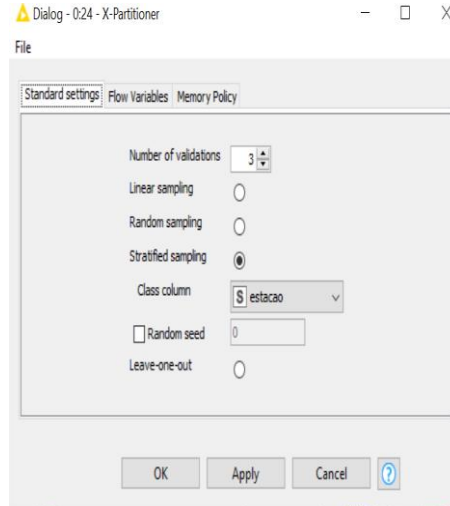 Dialog - 0:24 - X-Partitioner
File
Standard settings Flow Variables Memory Policy
Number of validations 3
Linear sampling
Random sampling
Stratified sampling
Class column S estacao
Random seed 0
Leave-one-out
OK Apply Cancel ?